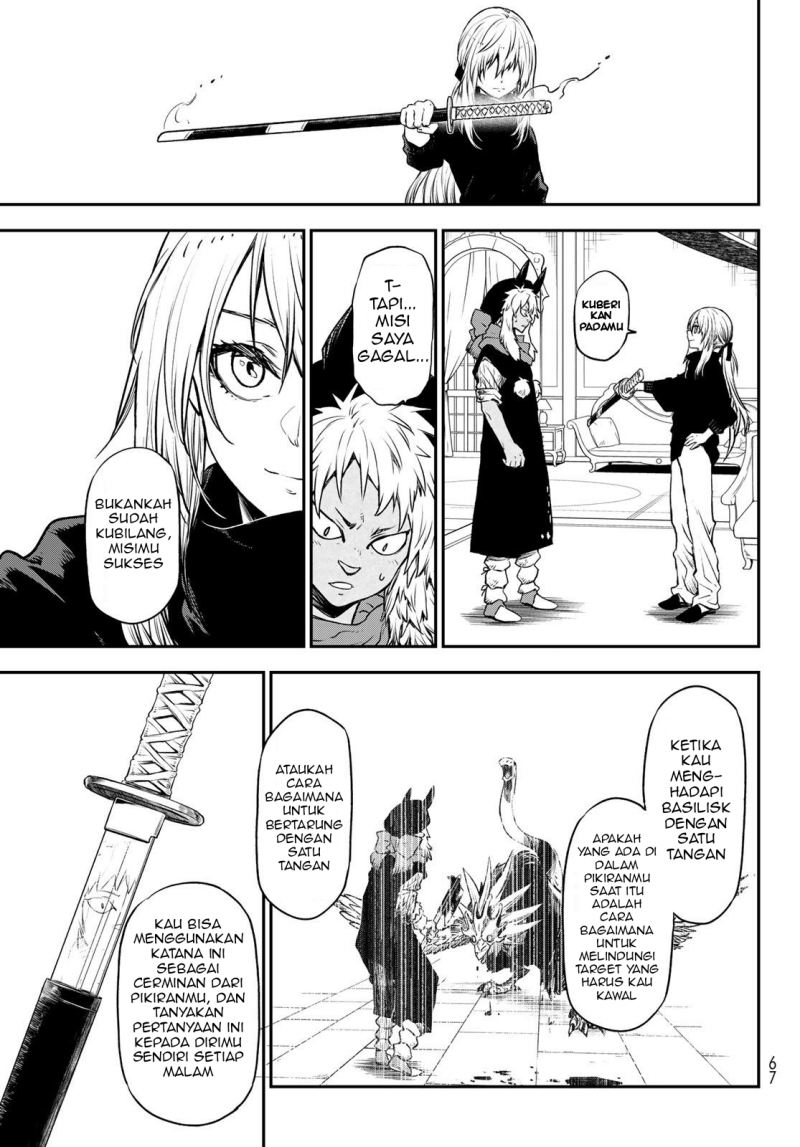 KUBERI
KAN
PADAMU
T-
TAPI...
MISI
SAYA
GAGAL...
BUKANKAH
SUDAH
KUBILANG,
MISIMU
SUKSES
KETIKA
KAU
MENG-
HADAPI
BASILISK
DENGAN
SATU
TANGAN
APAKAH
YANG ADA DI
DALAM
PIKIRANMU
SAAT ITU
ADALAH
CARA
BAGAIMANA
UNTUK
MELINDUNGI
TARGET YANG
HARUS KAU
KAWAL
ATAUKAH
CARA
BAGAIMANA
UNTUK
BERTARUNG
DENGAN
SATU
TANGAN
KAU BISA
MENGGUNAKAN
KATANA INI
SEBAGAI
CERMINAN DARI
PIKIRANMU, DAN
TANYAKAN
PERTANYAAN INI
KEPADA DIRIMU
SENDIRI SETIAP
MALAM
67